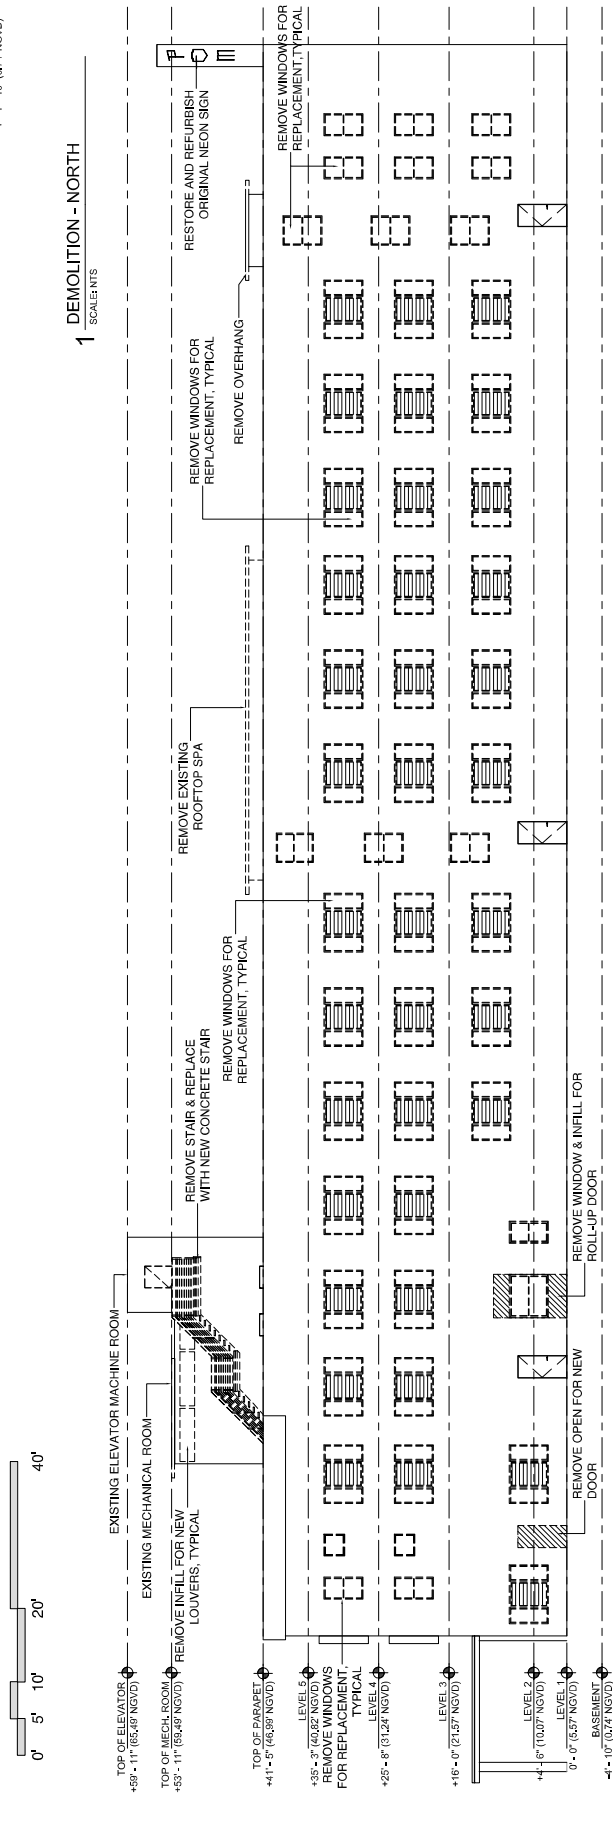 1
DEMOLITION - NORTH
SCALE: NTS
RESTORE AND REFURBISH
ORIGINAL NEON SIGN
REMOVE WINDOWS FOR
REPLACEMENT, TYPICAL
REMOVE OVERHANG
REMOVE WINDOWS FOR
REPLACEMENT, TYPICAL
REMOVE EXISTING
ROOFTOP SPA
REMOVE WINDOWS FOR
REPLACEMENT, TYPICAL
REMOVE STAIR & REPLACE
WITH NEW CONCRETE STAIR
EXISTING ELEVATOR MACHINE ROOM
EXISTING MECHANICAL ROOM
REMOVE INFILL FOR NEW
LOUVERS, TYPICAL
REMOVE WINDOWS
FOR REPLACEMENT,
TYPICAL
REMOVE OPEN FOR NEW
DOOR
REMOVE WINDOW & INFILL FOR
ROLL-UP DOOR
TOP OF ELEVATOR
+59' - 11" (65.49' NGVD)
TOP OF MECH. ROOM
+53' - 11" (59.49' NGVD)
TOP OF PARAPET
+41' - 5" (46.99' NGVD)
LEVEL 5
+35' - 3" (40.82' NGVD)
LEVEL 4
+25' - 8" (31.24' NGVD)
LEVEL 3
+16' - 0" (21.57' NGVD)
LEVEL 2
+4' - 6" (10.07' NGVD)
LEVEL 1
0' - 0" (5.57' NGVD)
BASEMENT
-4' - 10" (0.74' NGVD)
0' 5' 10' 20' 40'